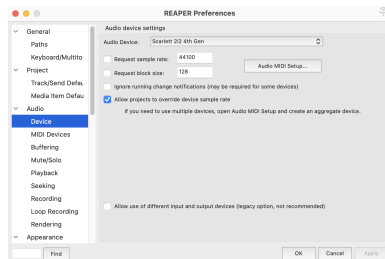 REAPER Preferences
General
Paths
Keyboard/Multito
Project
Track/Send Defau
Media Item Defau
Audio
Device
MIDI Devices
Buffering
Mute/Solo
Playback
Seeking
Recording
Loop Recording
Rendering
Appearance
Find
Audio device settings
Audio Device: Scarlett 2i2 4th Gen
Request sample rate: 44100
Request block size: 128
Audio MIDI Setup...
Ignore running change notifications (may be required for some devices)
Allow projects to override device sample rate
If you need to use multiple devices, open Audio MIDI Setup and create an aggregate device.
Allow use of different input and output devices (legacy option, not recommended)
OK Cancel Apply